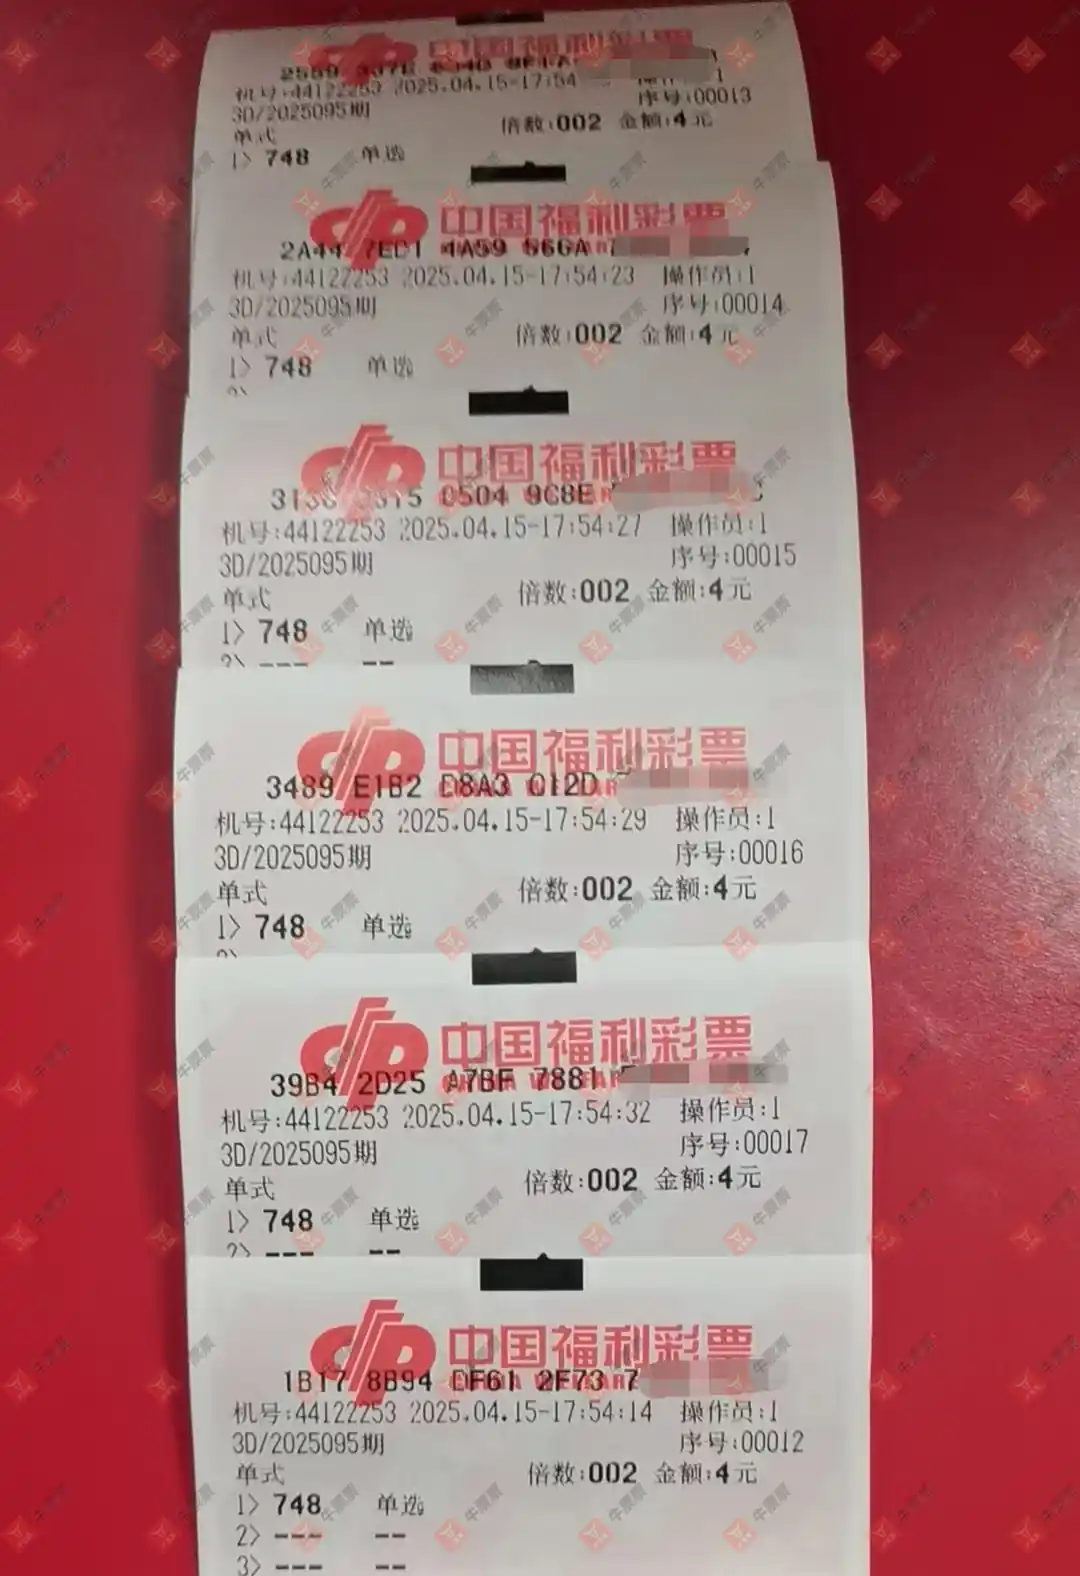 中国福利彩票
机号:44122253 2025.04.15-17:54
序号:00013
3D/2025095期
倍数:002 金额:4元
单式
1> 748 单选
中国福利彩票
2A44 7ED1 4A59 566A
机号:44122253 2025.04.15-17:54:23 操作员:1
3D/2025095期 序号:00014
单式 倍数:002 金额:4元
1> 748 单选
中国福利彩票
C504 9C8E
机号:44122253 2025.04.15-17:54:27 操作员:1
3D/2025095期 序号:00015
单式 倍数:002 金额:4元
1> 748 单选
2> --- --
中国福利彩票
3489 E1B2 D8A3 C12D
机号:44122253 2025.04.15-17:54:29 操作员:1
3D/2025095期 序号:00016
单式 倍数:002 金额:4元
1> 748 单选
中国福利彩票
39B4 2D25 A7BF 7881
机号:44122253 2025.04.15-17:54:32 操作员:1
3D/2025095期 序号:00017
单式 倍数:002 金额:4元
1> 748 单选
2> --- --
中国福利彩票
1B17 8B94 DF61 2F73 7
机号:44122253 2025.04.15-17:54:14 操作员:1
3D/2025095期 序号:00012
单式 倍数:002 金额:4元
1> 748 单选
2> --- --
3> --- --
牛票票